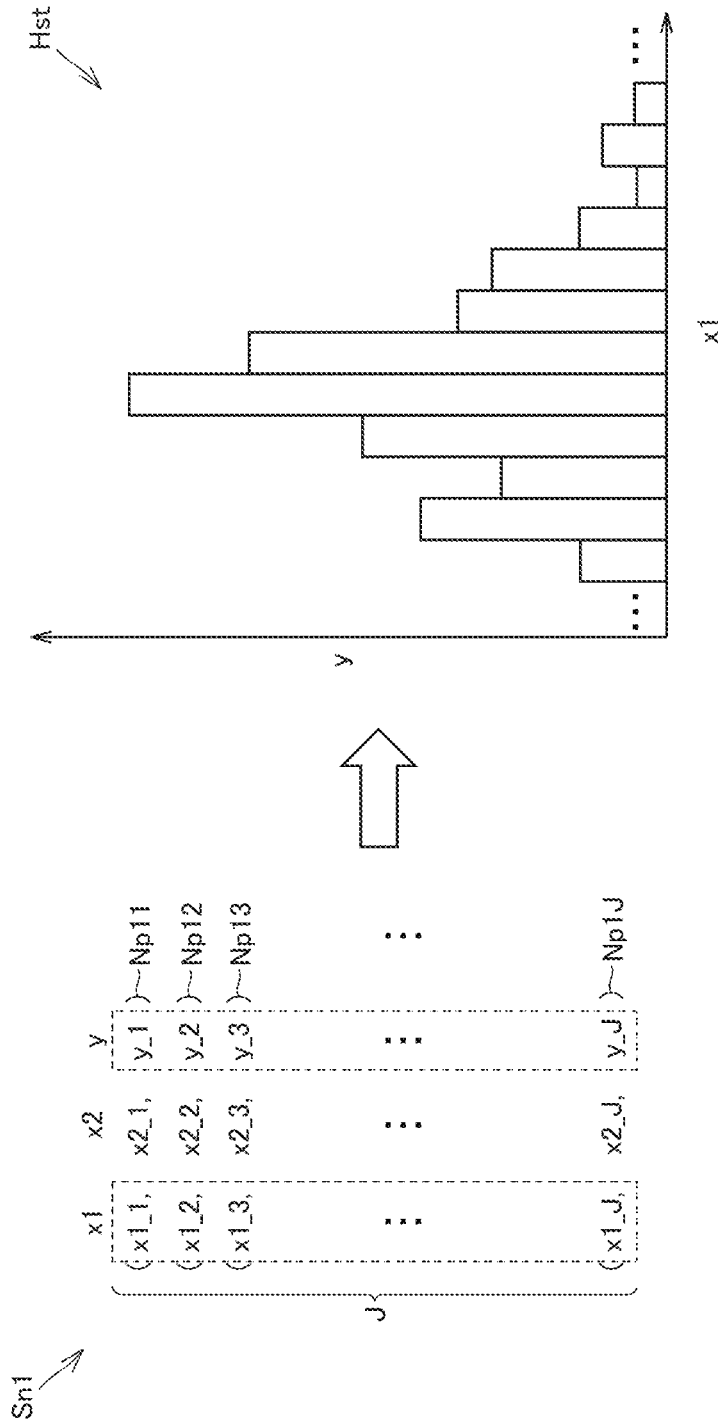 Sn1
x1 x2 y
(x1_1, x2_1, y_1) Np11
(x1_2, x2_2, y_2) Np12
(x1_3, x2_3, y_3) Np13
... ... ... ...
(x1_J, x2_J, y_J) Np1J
J
Hst
y
... ...
x1